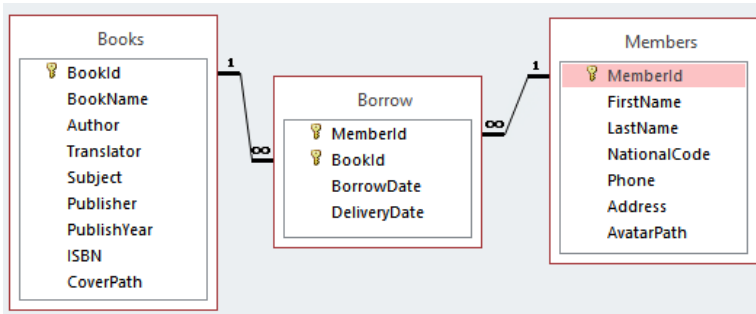 Books
BookId
BookName
Author
Translator
Subject
Publisher
PublishYear
ISBN
CoverPath
1
∞
Borrow
MemberId
BookId
BorrowDate
DeliveryDate
∞
1
Members
MemberId
FirstName
LastName
NationalCode
Phone
Address
AvatarPath